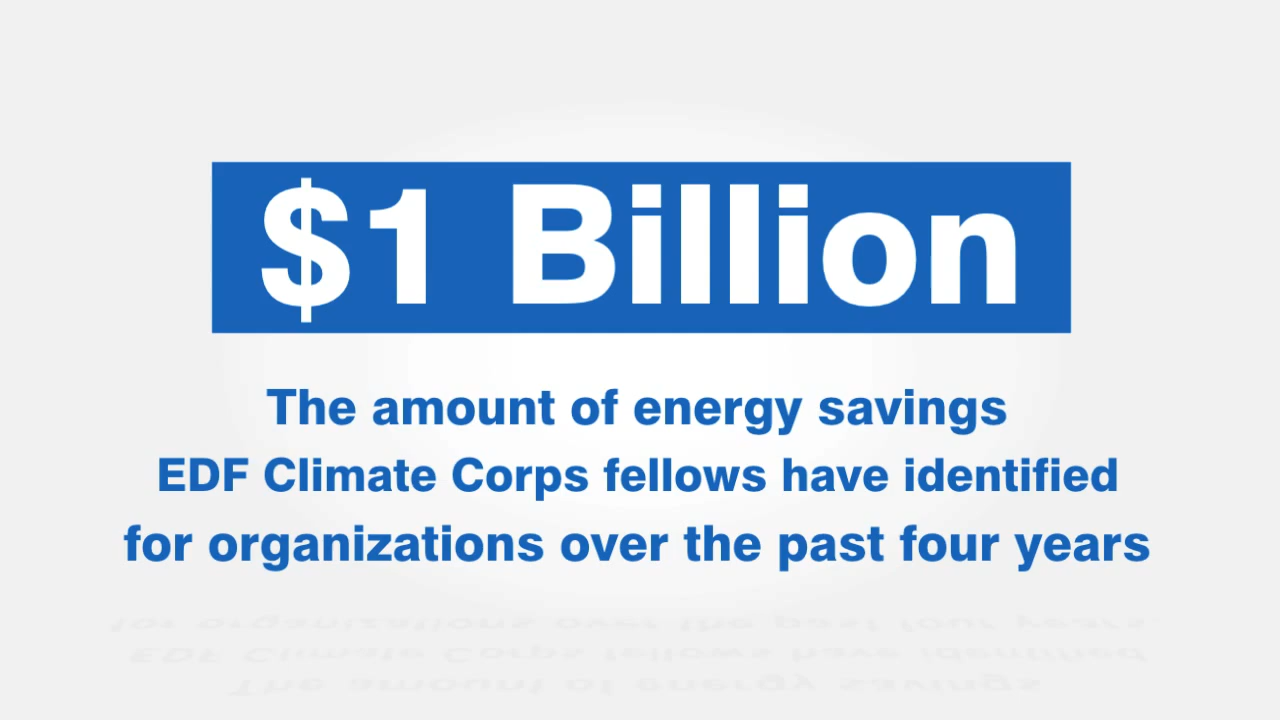 $1 Billion
The amount of energy savings
EDF Climate Corps fellows have identified
for organizations over the past four years